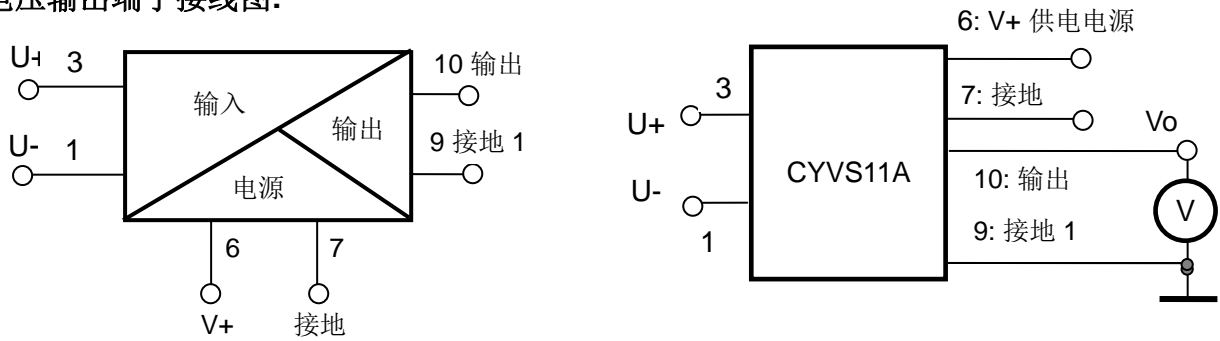 电压输出端子接线图:
U+ 3
U- 1
输入
输出
电源
10 输出
9 接地 1
6
7
V+
接地
6: V+ 供电电源
7: 接地
3
U+
U-
1
CYVS11A
Vo
10: 输出
V
9: 接地 1